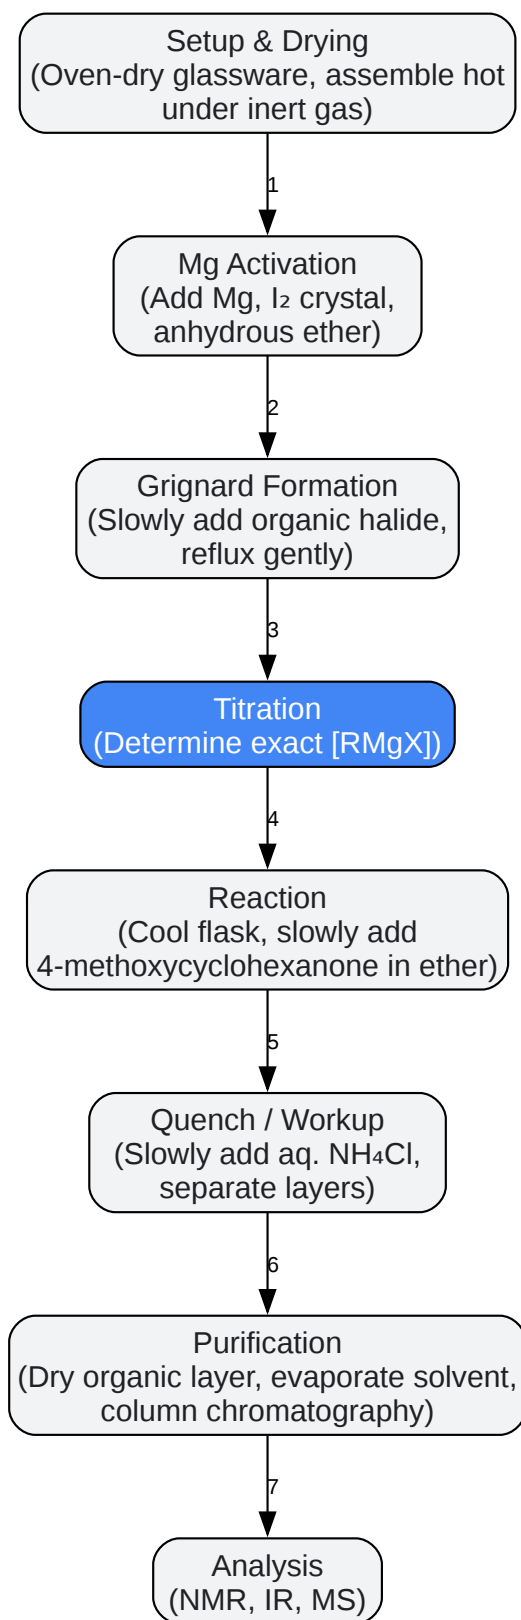 Setup & Drying
(Oven-dry glassware, assemble hot
under inert gas)
1
Mg Activation
(Add Mg, I₂ crystal,
anhydrous ether)
2
Grignard Formation
(Slowly add organic halide,
reflux gently)
3
Titration
(Determine exact [RMgX])
4
Reaction
(Cool flask, slowly add
4-methoxycyclohexanone in ether)
5
Quench / Workup
(Slowly add aq. NH₄Cl,
separate layers)
6
Purification
(Dry organic layer, evaporate solvent,
column chromatography)
7
Analysis
(NMR, IR, MS)